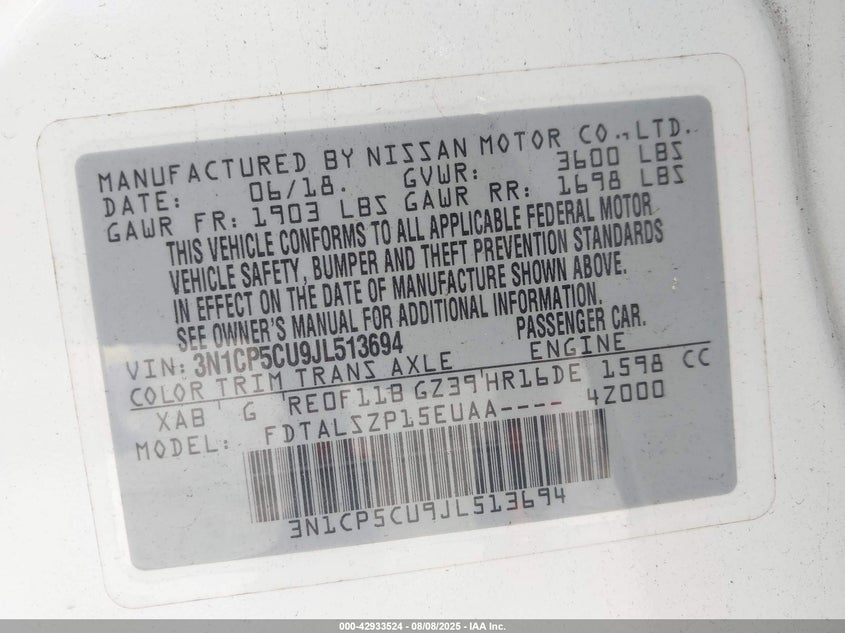 MANUFACTURED BY NISSAN MOTOR CO., LTD.
DATE: 06/18. GVWR: 3600 LBS
GAWR FR: 1903 LBS GAWR RR: 1698 LBS
THIS VEHICLE CONFORMS TO ALL APPLICABLE FEDERAL MOTOR
VEHICLE SAFETY, BUMPER AND THEFT PREVENTION STANDARDS
IN EFFECT ON THE DATE OF MANUFACTURE SHOWN ABOVE.
SEE OWNER'S MANUAL FOR ADDITIONAL INFORMATION.
VIN: 3N1CP5CU9JL513694 PASSENGER CAR.
COLOR TRIM TRANS AXLE ENGINE
XAB G RE0F11B GZ39 HR16DE 1598 CC
MODEL: FDTALSZP15EUAA---- 42000
3N1CP5CU9JL513694
000-42933524 - 08/08/2025 - IAA Inc.